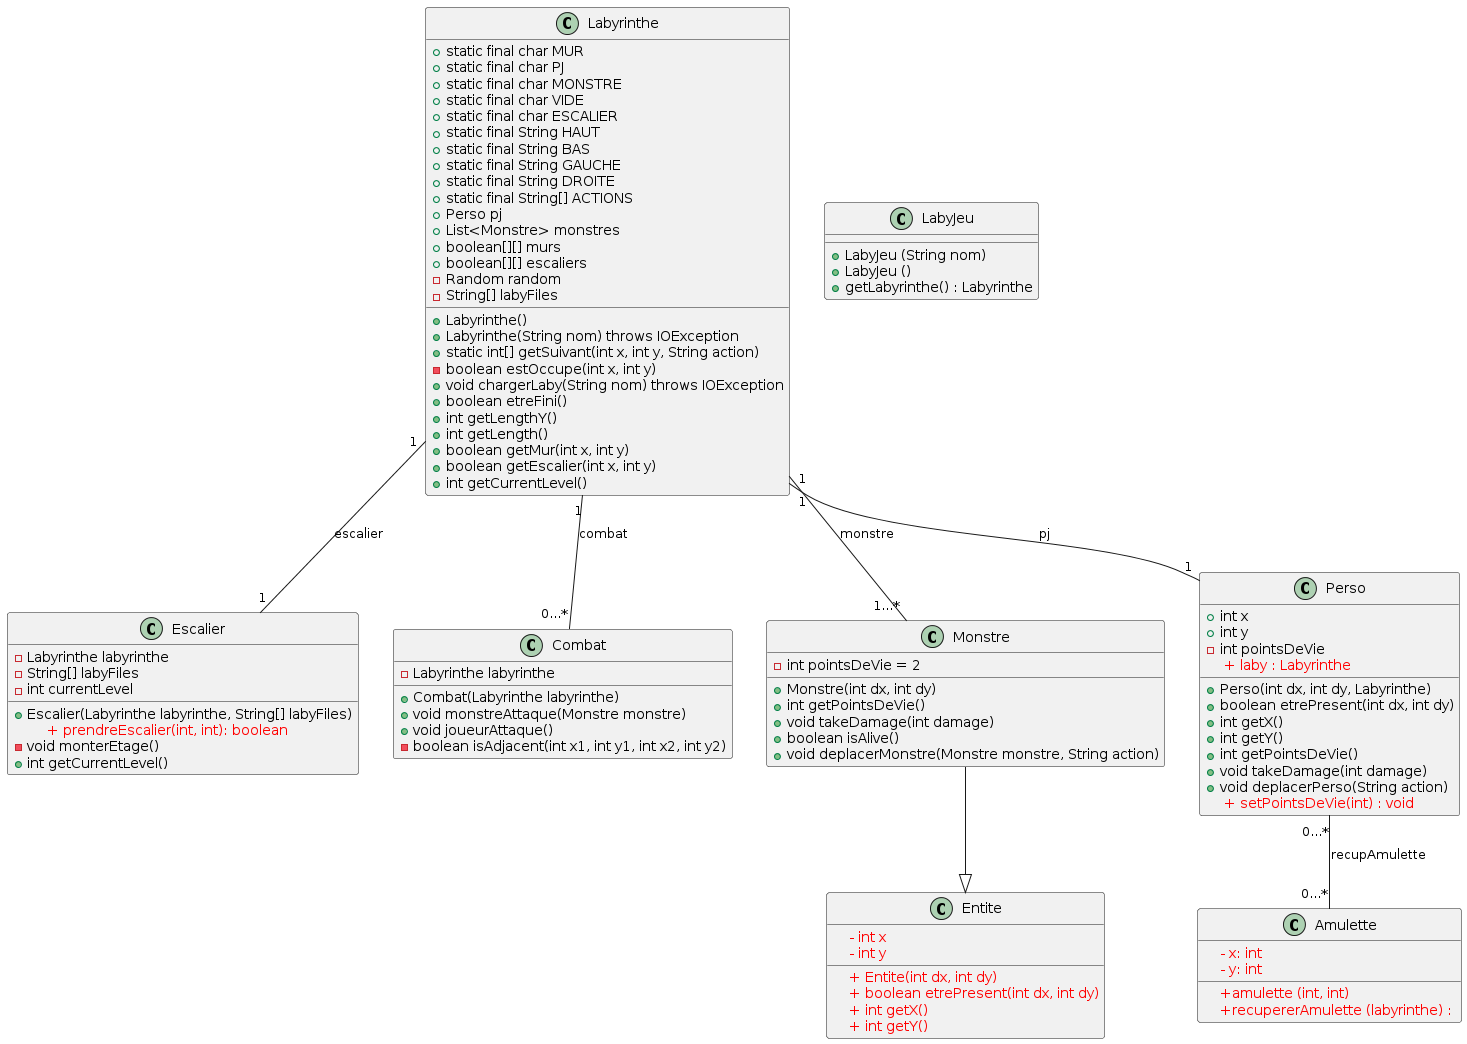 C Labyrinthe
static final char MUR
static final char PJ
static final char MONSTRE
static final char VIDE
static final char ESCALIER
static final String HAUT
static final String BAS
static final String GAUCHE
static final String DROITE
static final String[] ACTIONS
Perso pj
List<Monstre> monstres
boolean[][] murs
boolean[][] escaliers
Random random
String[] labyFiles
Labyrinthe()
Labyrinthe(String nom) throws IOException
static int[] getSuivant(int x, int y, String action)
boolean estOccupe(int x, int y)
void chargerLaby(String nom) throws IOException
boolean etreFini()
int getLengthY()
int getLength()
boolean getMur(int x, int y)
boolean getEscalier(int x, int y)
int getCurrentLevel()
C LabyJeu
LabyJeu (String nom)
LabyJeu ()
getLabyrinthe() : Labyrinthe
1
escalier
1
1
combat
0...*
1
monstre
1...*
1
pj
1
C Escalier
Labyrinthe labyrinthe
String[] labyFiles
int currentLevel
Escalier(Labyrinthe labyrinthe, String[] labyFiles)
+ prendreEscalier(int, int): boolean
void monterEtage()
int getCurrentLevel()
C Combat
Labyrinthe labyrinthe
Combat(Labyrinthe labyrinthe)
void monstreAttaque(Monstre monstre)
void joueurAttaque()
boolean isAdjacent(int x1, int y1, int x2, int y2)
C Monstre
int pointsDeVie = 2
Monstre(int dx, int dy)
int getPointsDeVie()
void takeDamage(int damage)
boolean isAlive()
void deplacerMonstre(Monstre monstre, String action)
C Perso
int x
int y
int pointsDeVie
+ laby : Labyrinthe
Perso(int dx, int dy, Labyrinthe)
boolean etrePresent(int dx, int dy)
int getX()
int getY()
int getPointsDeVie()
void takeDamage(int damage)
void deplacerPerso(String action)
+ setPointsDeVie(int) : void
0...*
recupAmulette
0...*
C Entite
- int x
- int y
+ Entite(int dx, int dy)
+ boolean etrePresent(int dx, int dy)
+ int getX()
+ int getY()
C Amulette
- x: int
- y: int
+amulette (int, int)
+recupererAmulette (labyrinthe) :